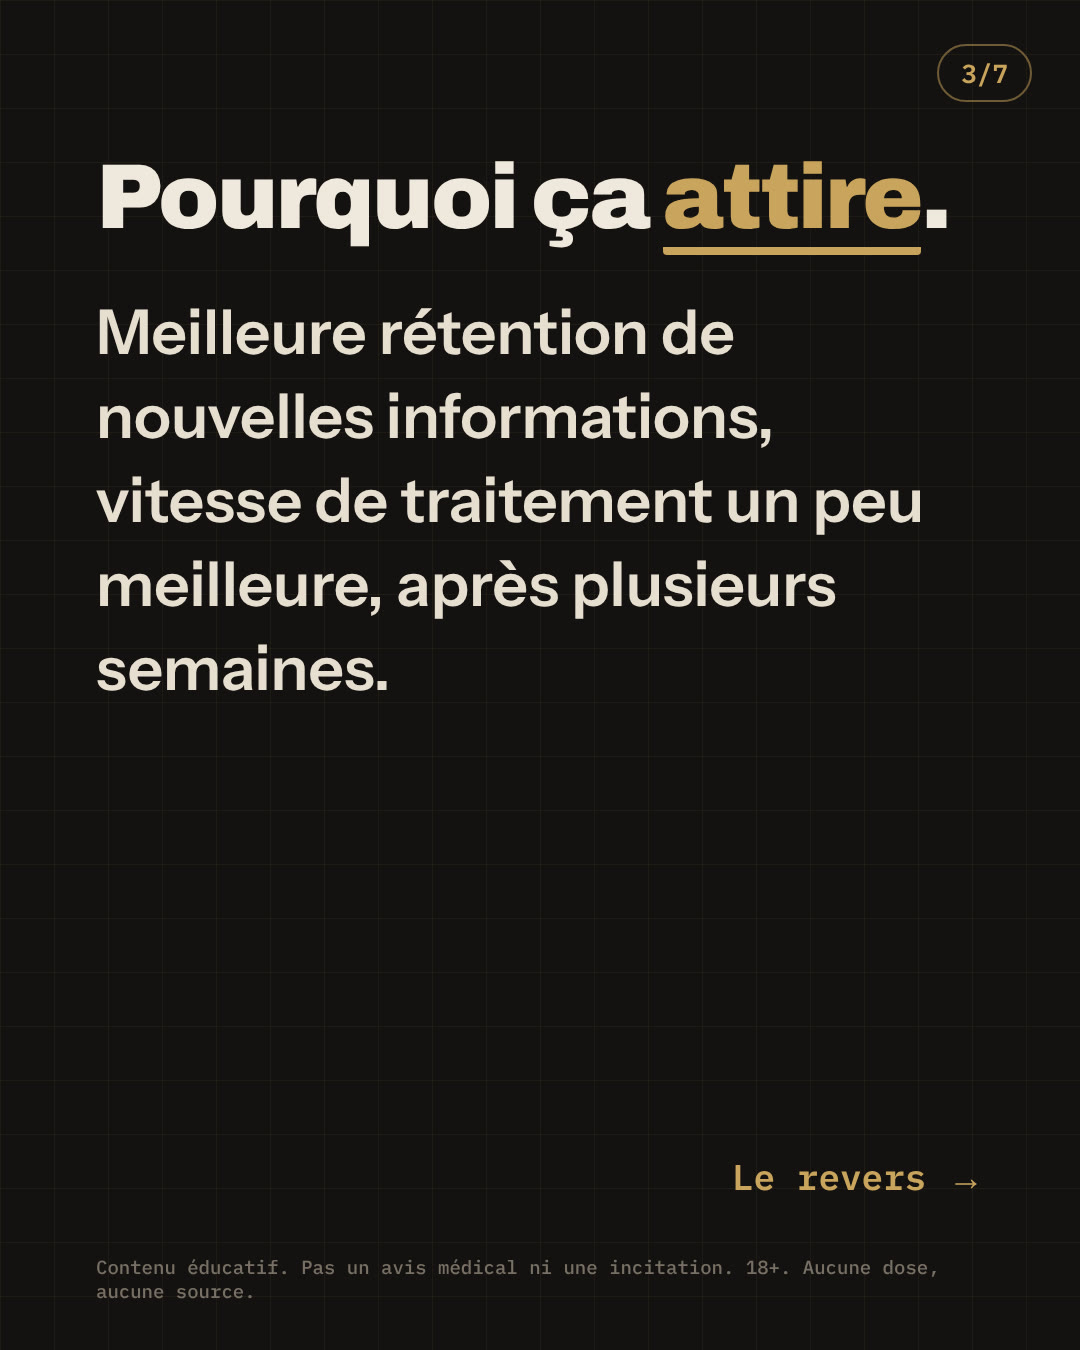 3/7
Pourquoi ça attire.
Meilleure rétention de
nouvelles informations,
vitesse de traitement un peu
meilleure, après plusieurs
semaines.
Le revers →
Contenu éducatif. Pas un avis médical ni une incitation. 18+. Aucune dose,
aucune source.